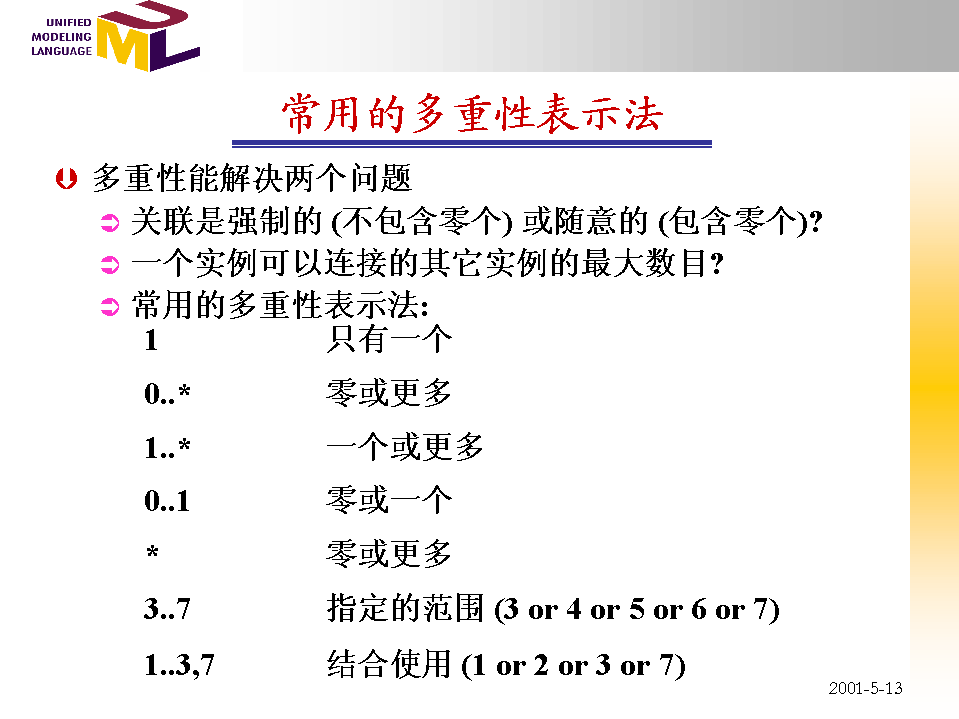 UNIFIED
MODELING
LANGUAGE
UML
常用的多重性表示法
多重性能解决两个问题
关联是强制的 (不包含零个) 或随意的 (包含零个)?
一个实例可以连接的其它实例的最大数目?
常用的多重性表示法:
1 只有一个
0..* 零或更多
1..* 一个或更多
0..1 零或一个
* 零或更多
3..7 指定的范围 (3 or 4 or 5 or 6 or 7)
1..3,7 结合使用 (1 or 2 or 3 or 7)
2001-5-13